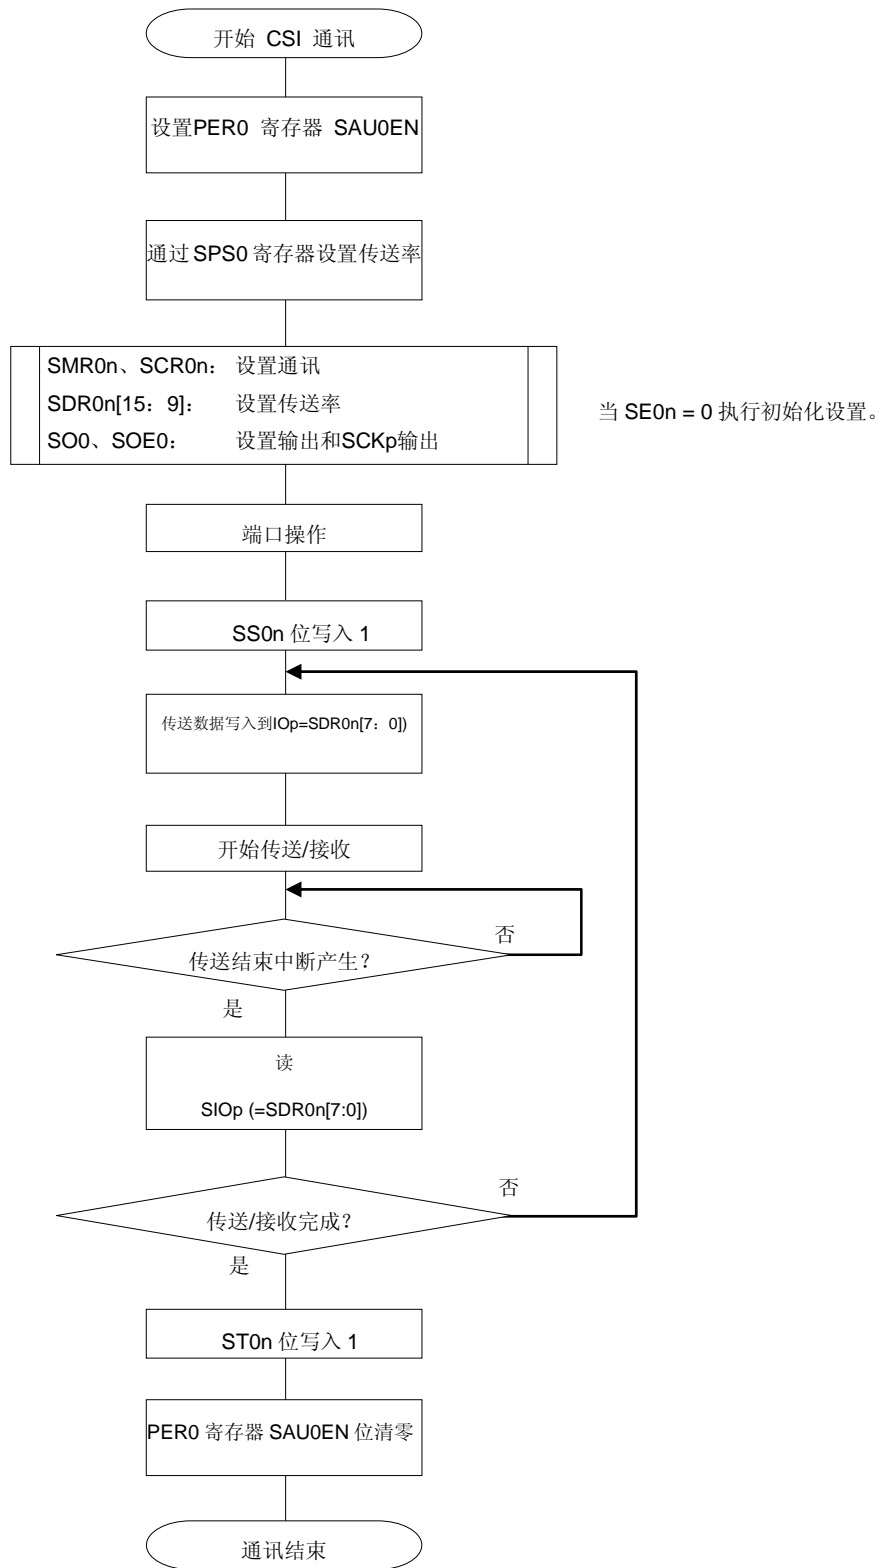 开始 CSI 通讯
设置PER0 寄存器 SAU0EN
通过SPS0寄存器设置传送率
SMR0n、SCR0n： 设置通讯
SDR0n[15：9]： 设置传送率
SO0、SOE0： 设置输出和SCKp输出
当 SE0n = 0 执行初始化设置。
端口操作
SS0n 位写入 1
传送数据写入到IOp=SDR0n[7：0])
开始传送/接收
否
传送结束中断产生？
是
读
SIOp (=SDR0n[7:0])
否
传送/接收完成？
是
ST0n 位写入 1
PER0 寄存器 SAU0EN 位清零
通讯结束